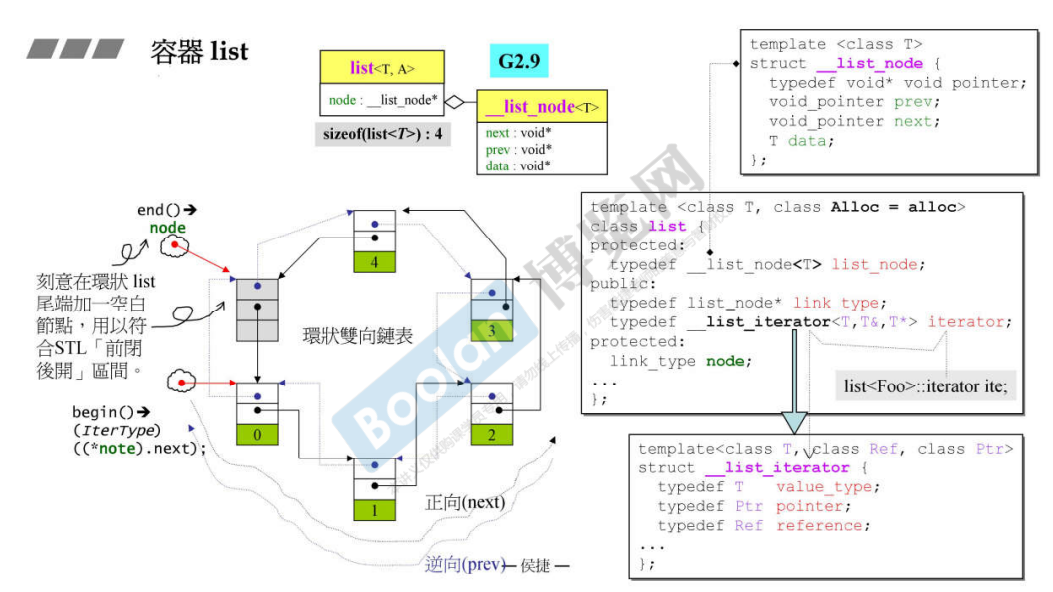 容器 list
list<T, A>
node : __list_node*
sizeof(list<T>) : 4
G2.9
__list_node<T>
next : void*
prev : void*
data : void*
template <class T>
struct __list_node {
typedef void* void pointer;
void_pointer prev;
void_pointer next;
T data;
};
end()➔
node
刻意在環狀 list
尾端加一空白
節點，用以符
合STL「前閉
後開」區間。
begin()➔
(IterType)
((*note).next);
環狀雙向鏈表
4
3
0
2
1
正向(next)
逆向(prev)
— 侯捷 —
template <class T, class Alloc = alloc>
class list {
protected:
typedef __list_node<T> list_node;
public:
typedef list_node* link type;
typedef __list_iterator<T,T&,T*> iterator;
protected:
link_type node;
...
};
list<Foo>::iterator ite;
template<class T, class Ref, class Ptr>
struct __list_iterator {
typedef T value_type;
typedef Ptr pointer;
typedef Ref reference;
...
};
Boolan
博览网